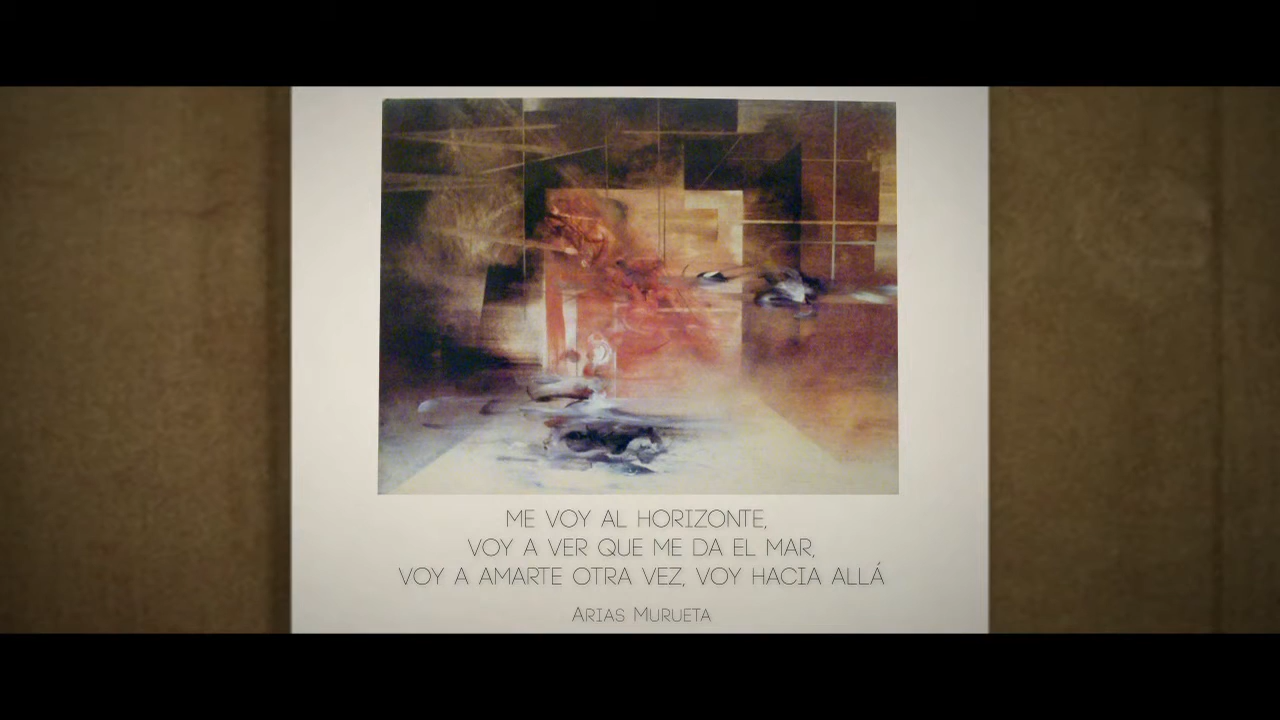 ME VOY AL HORIZONTE,
VOY A VER QUE ME DA EL MAR,
VOY A AMARTE OTRA VEZ, VOY HACIA ALLÁ
ARIAS MURUETA